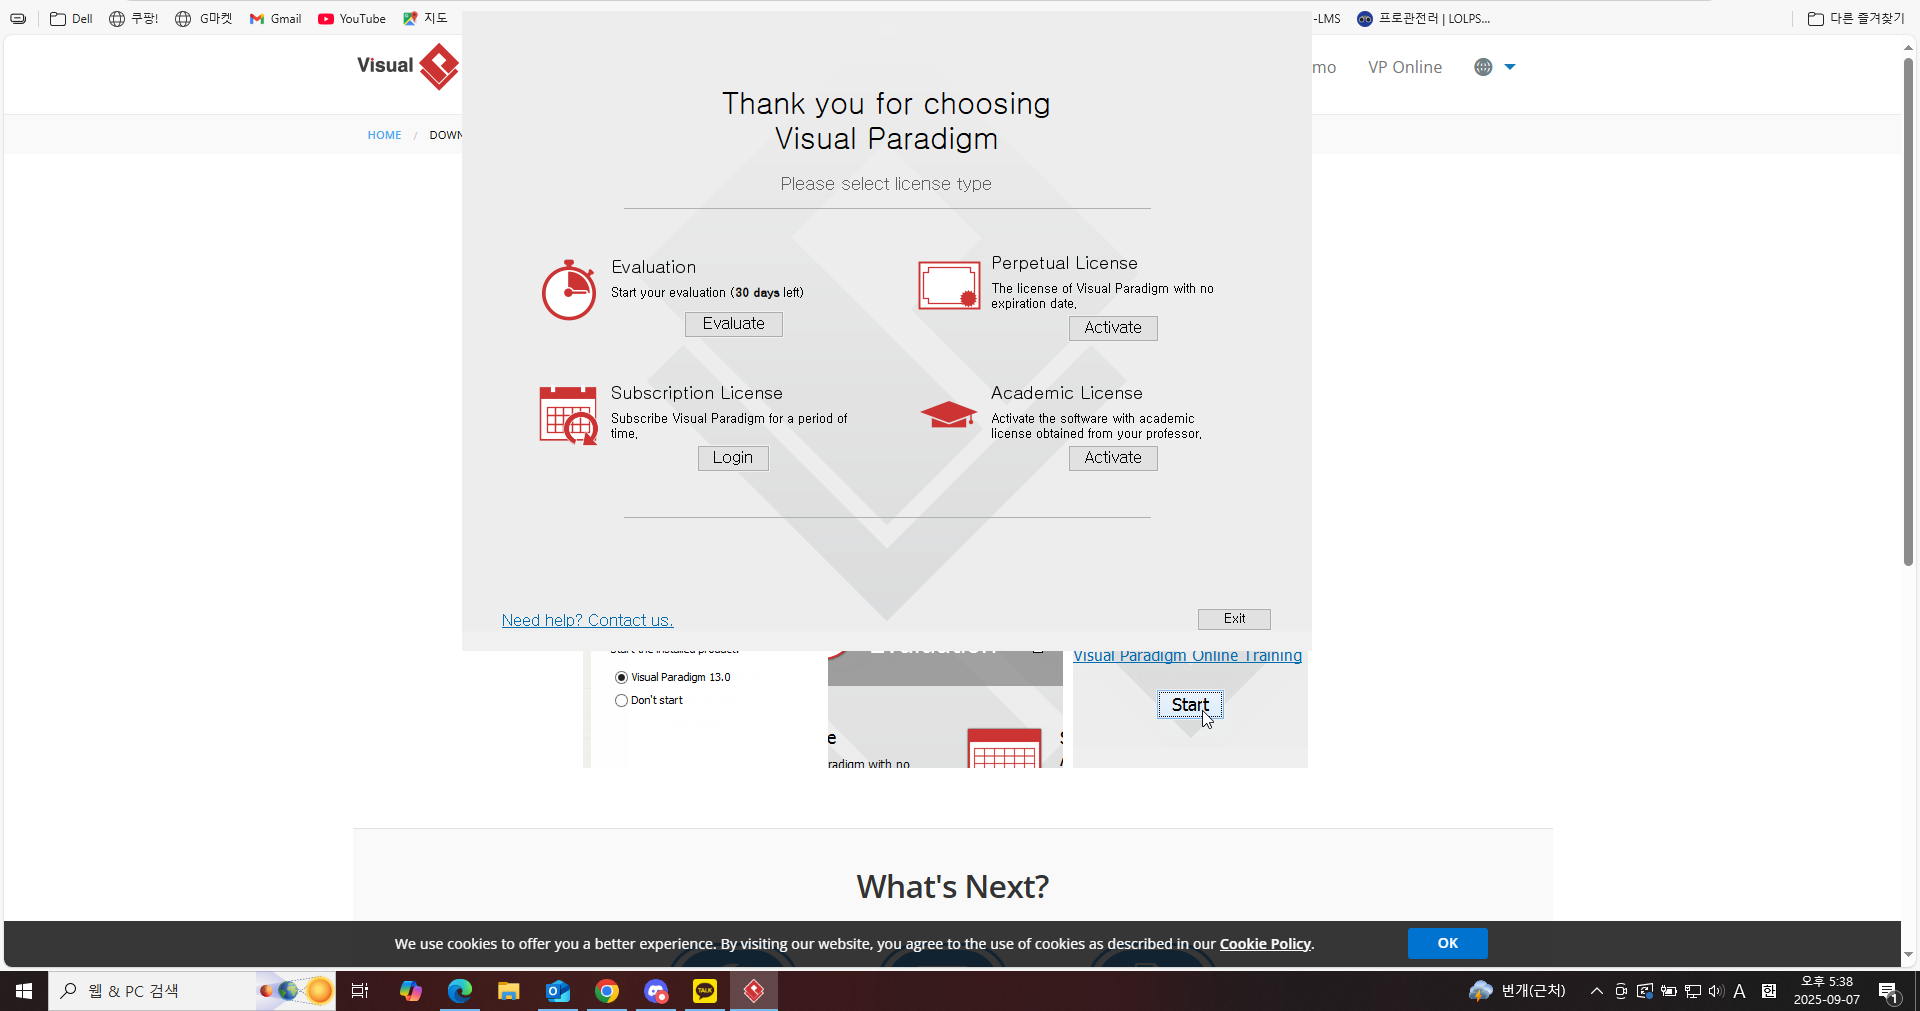 Dell
쿠팡!
G마켓
Gmail
YouTube
지도
-LMS
프로관전러 | LOLPS...
다른 즐겨찾기
Visual
mo
VP Online
HOME / DOWN
Thank you for choosing
Visual Paradigm
Please select license type
Evaluation
Start your evaluation (30 days left)
Evaluate
Perpetual License
The license of Visual Paradigm with no
expiration date.
Activate
Subscription License
Subscribe Visual Paradigm for a period of
time.
Login
Academic License
Activate the software with academic
license obtained from your professor.
Activate
Need help? Contact us.
Exit
Visual Paradigm Online Training
Visual Paradigm 13.0
Don't start
Start
e
radigm with no
What's Next?
We use cookies to offer you a better experience. By visiting our website, you agree to the use of cookies as described in our Cookie Policy.
OK
웹 & PC 검색
TALK
번개(근처)
A
한
오후 5:38
2025-09-07
1